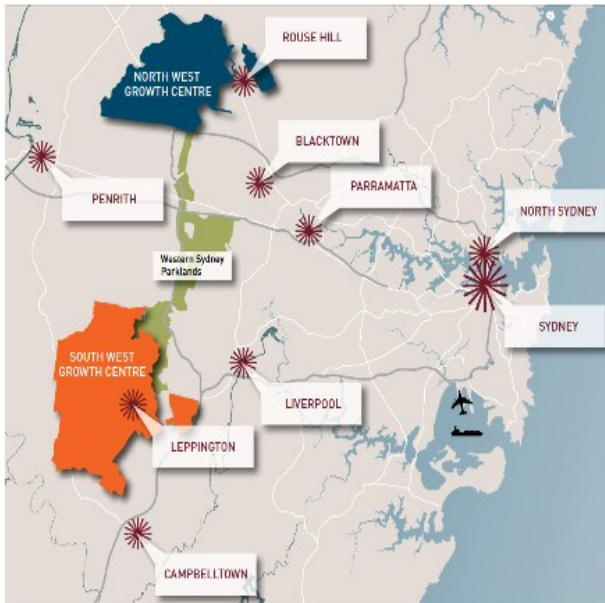 ROUSE HILL
NORTH WEST
GROWTH CENTRE
BLACKTOWN
PARRAMATTA
PENRITH
NORTH SYDNEY
Western Sydney
Parklands
SYDNEY
SOUTH WEST
GROWTH CENTRE
LIVERPOOL
LEPPINGTON
CAMPBELLTOWN